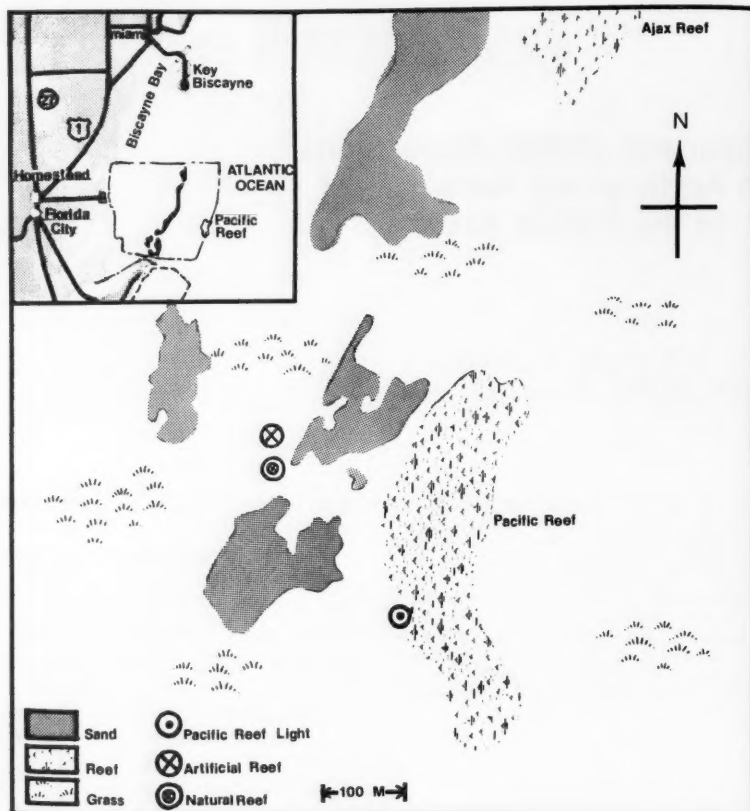 miami
Key
Biscayne
Biscayne Bay
27
1
Homestead
Florida
City
ATLANTIC
OCEAN
Pacific
Reef
Ajax Reef
N
Pacific Reef
Sand
Reef
Grass
Pacific Reef Light
Artificial Reef
Natural Reef
100 M